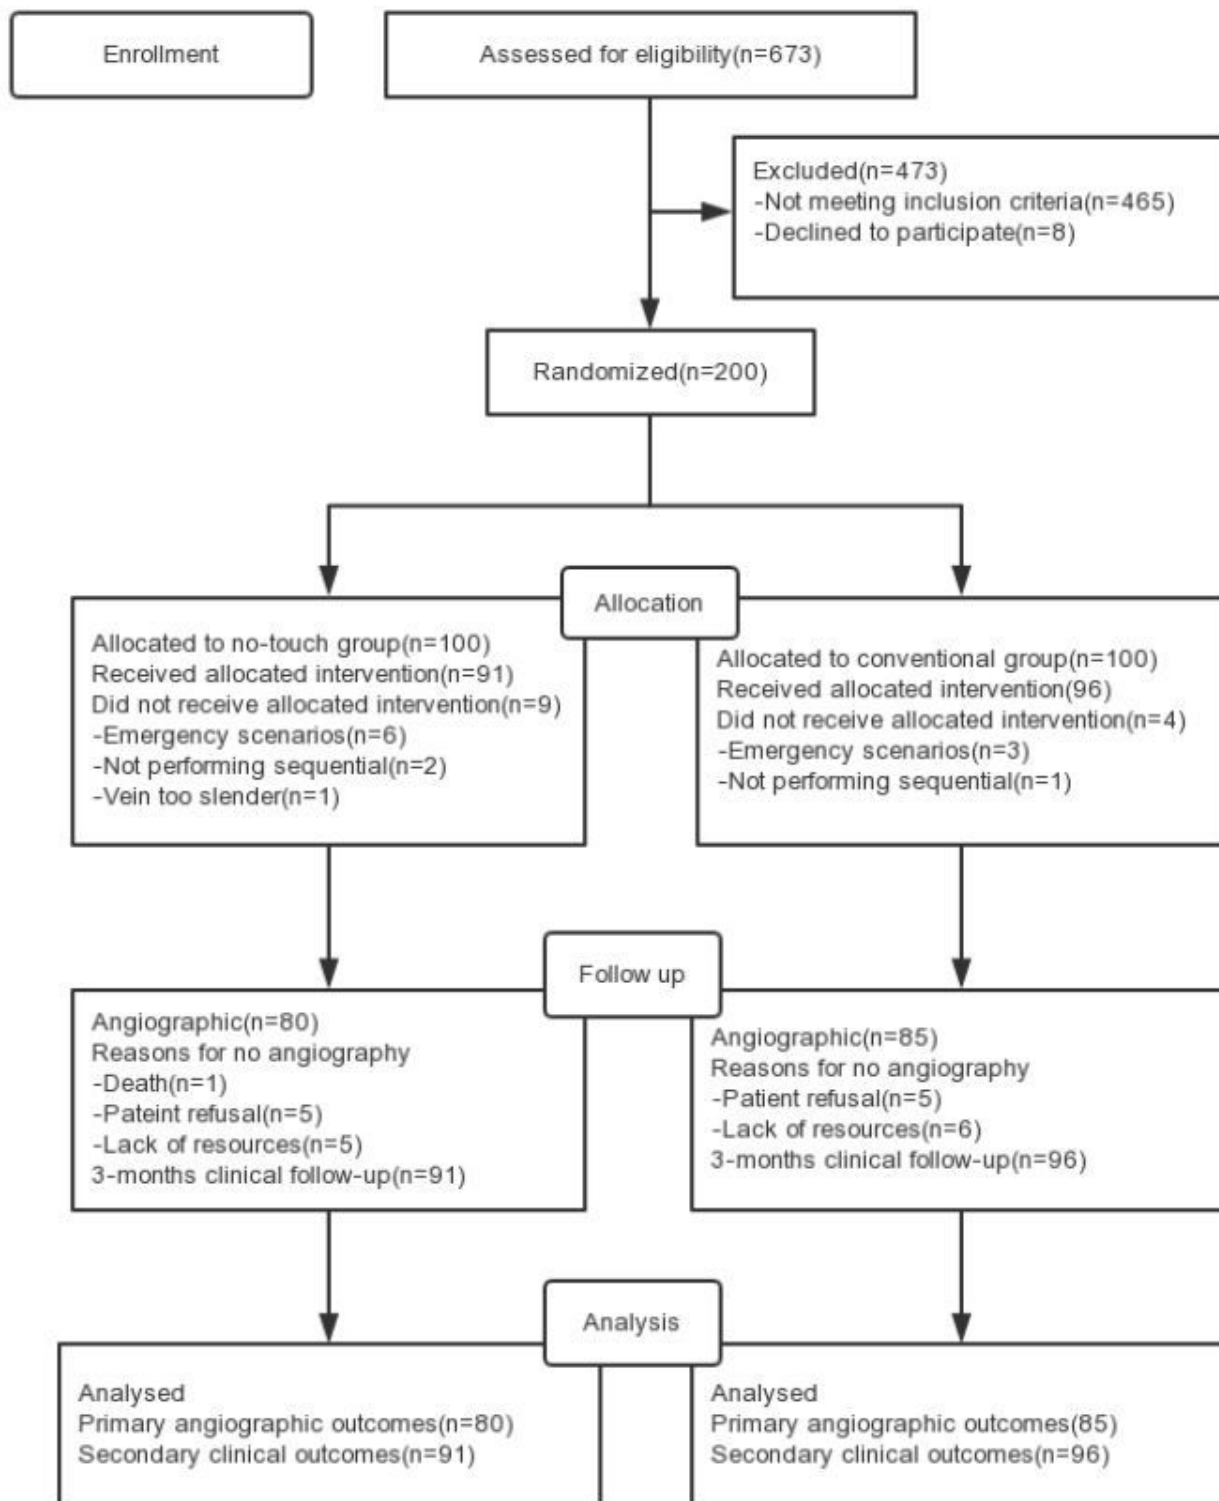 Enrollment
Assessed for eligibility(n=673)
Excluded(n=473)
-Not meeting inclusion criteria(n=465)
-Declined to participate(n=8)
Randomized(n=200)
Allocation
Allocated to no-touch group(n=100)
Received allocated intervention(n=91)
Did not receive allocated intervention(n=9)
-Emergency scenarios(n=6)
-Not performing sequential(n=2)
-Vein too slender(n=1)
Allocated to conventional group(n=100)
Received allocated intervention(96)
Did not receive allocated intervention(n=4)
-Emergency scenarios(n=3)
-Not performing sequential(n=1)
Follow up
Angiographic(n=80)
Reasons for no angiography
-Death(n=1)
-Pateint refusal(n=5)
-Lack of resources(n=5)
3-months clinical follow-up(n=91)
Angiographic(n=85)
Reasons for no angiography
-Patient refusal(n=5)
-Lack of resources(n=6)
3-months clinical follow-up(n=96)
Analysis
Analysed
Primary angiographic outcomes(n=80)
Secondary clinical outcomes(n=91)
Analysed
Primary angiographic outcomes(85)
Secondary clinical outcomes(n=96)